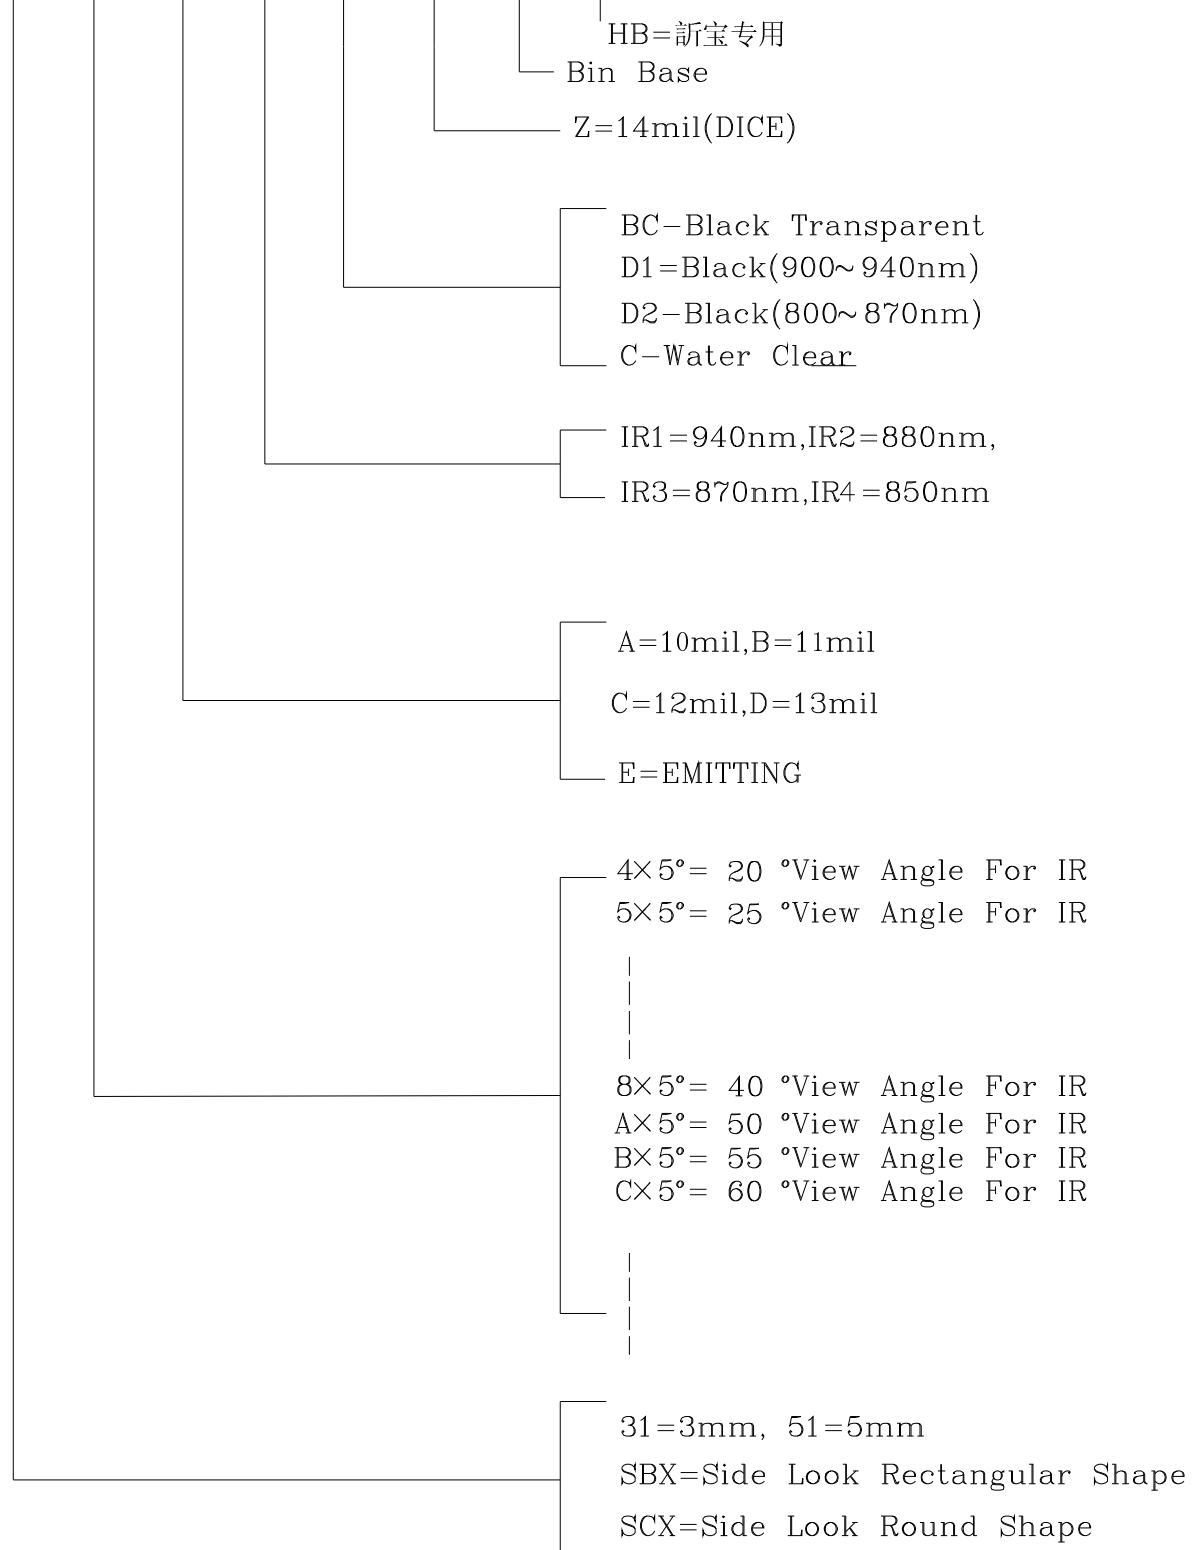 HB=訢宝专用
Bin Base
Z=14mil(DICE)
BC-Black Transparent
D1=Black(900~940nm)
D2-Black(800~870nm)
C-Water Clear
IR1=940nm,IR2=880nm,
IR3=870nm,IR4=850nm
A=10mil,B=11mil
C=12mil,D=13mil
E=EMITTING
4×5°= 20 °View Angle For IR
5×5°= 25 °View Angle For IR
8×5°= 40 °View Angle For IR
A×5°= 50 °View Angle For IR
B×5°= 55 °View Angle For IR
C×5°= 60 °View Angle For IR
31=3mm, 51=5mm
SBX=Side Look Rectangular Shape
SCX=Side Look Round Shape